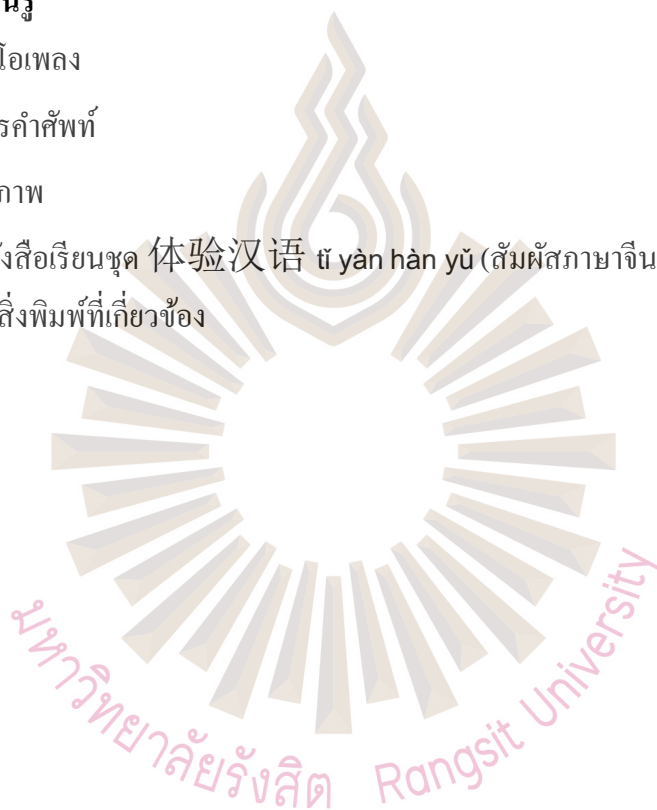 นรู้
โอเพลง
รคำศัพท์
ภาพ
ังสือเรียนชุด 体验汉语 tǐ yàn hàn yǔ (สัมผัสภาษาจีน
สิ่งพิมพ์ที่เกี่ยวข้อง
มหาวิทยาลัยรังสิต Rangsit University